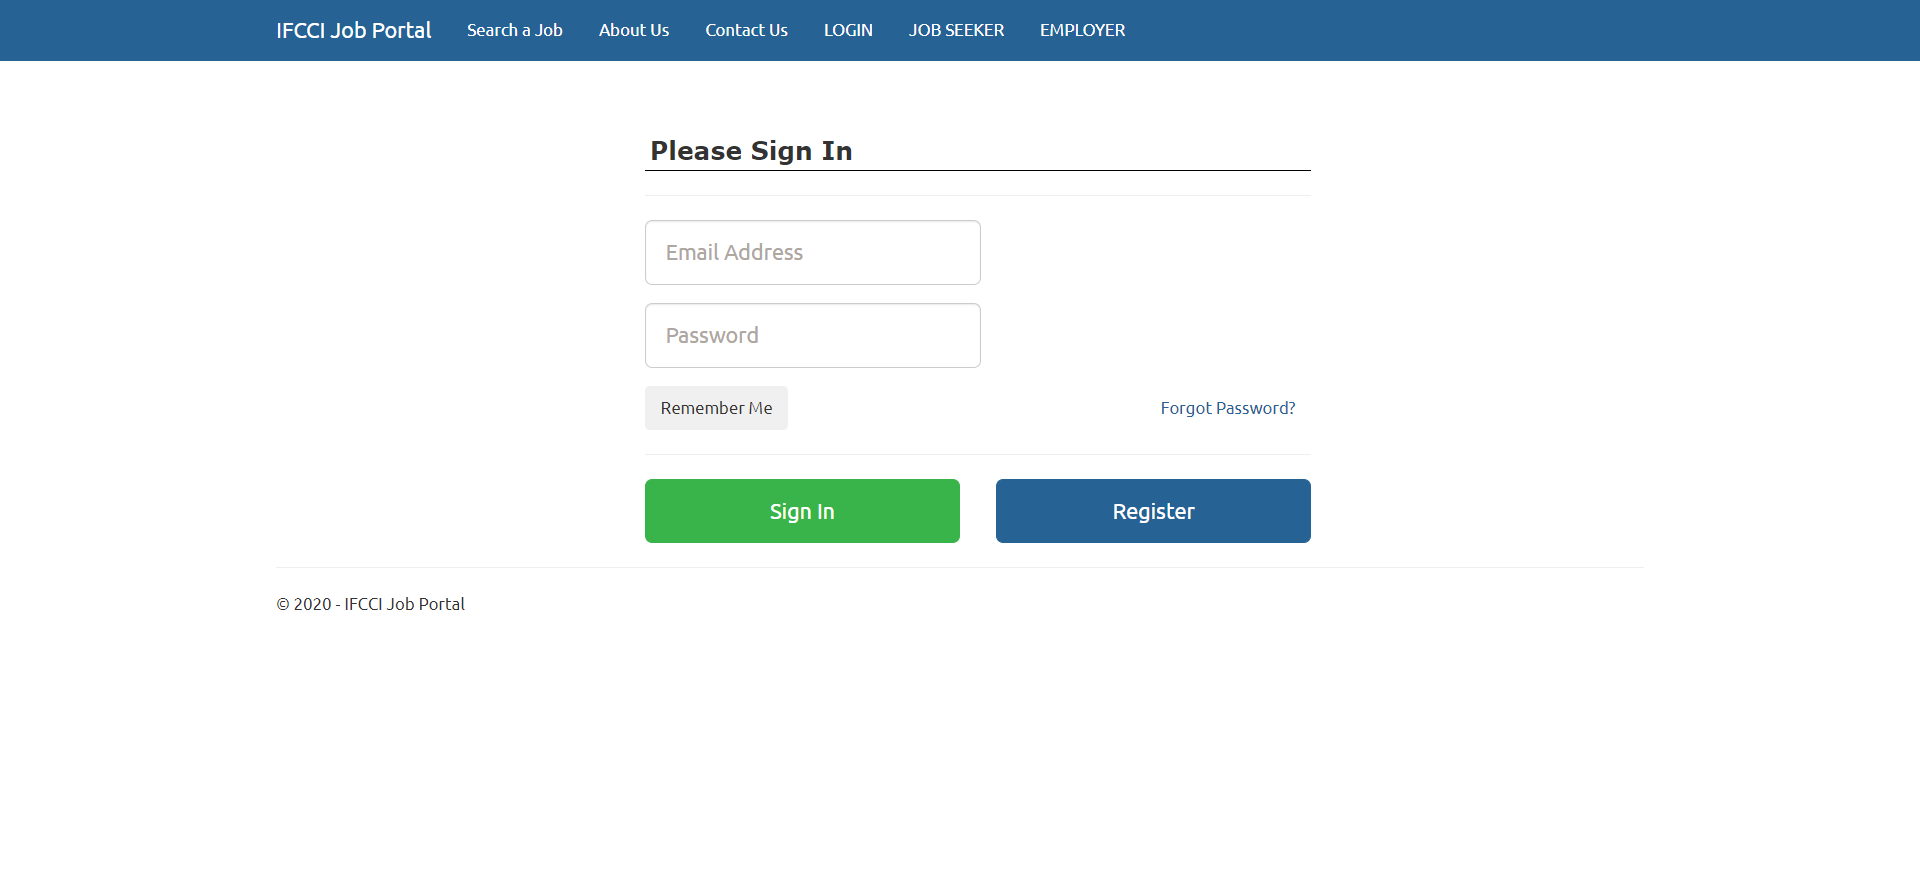 IFCCI Job Portal Search a Job About Us Contact Us LOGIN JOB SEEKER EMPLOYER
Please Sign In
Email Address
Password
Remember Me Forgot Password?
Sign In Register
© 2020 - IFCCI Job Portal